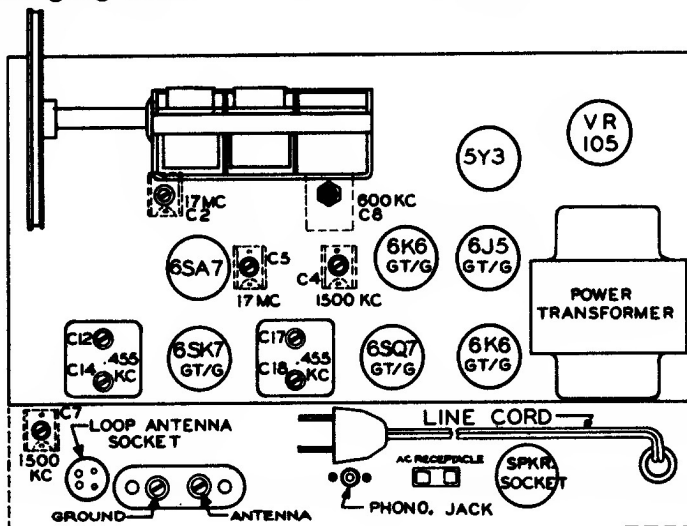 VR
105
5Y3
17MC
C2
600KC
C8
6SA7
C5
17MC
C4
1500 KC
6K6
GT/G
6J5
GT/G
POWER
TRANSFORMER
C12
C14
.455
KC
6SK7
GT/G
C17
C18
.455
KC
6SQ7
GT/G
6K6
GT/G
C7
1500
KC
LOOP ANTENNA
SOCKET
LINE CORD
AC RECEPTACLE
SPKR.
SOCKET
PHONO. JACK
GROUND
ANTENNA